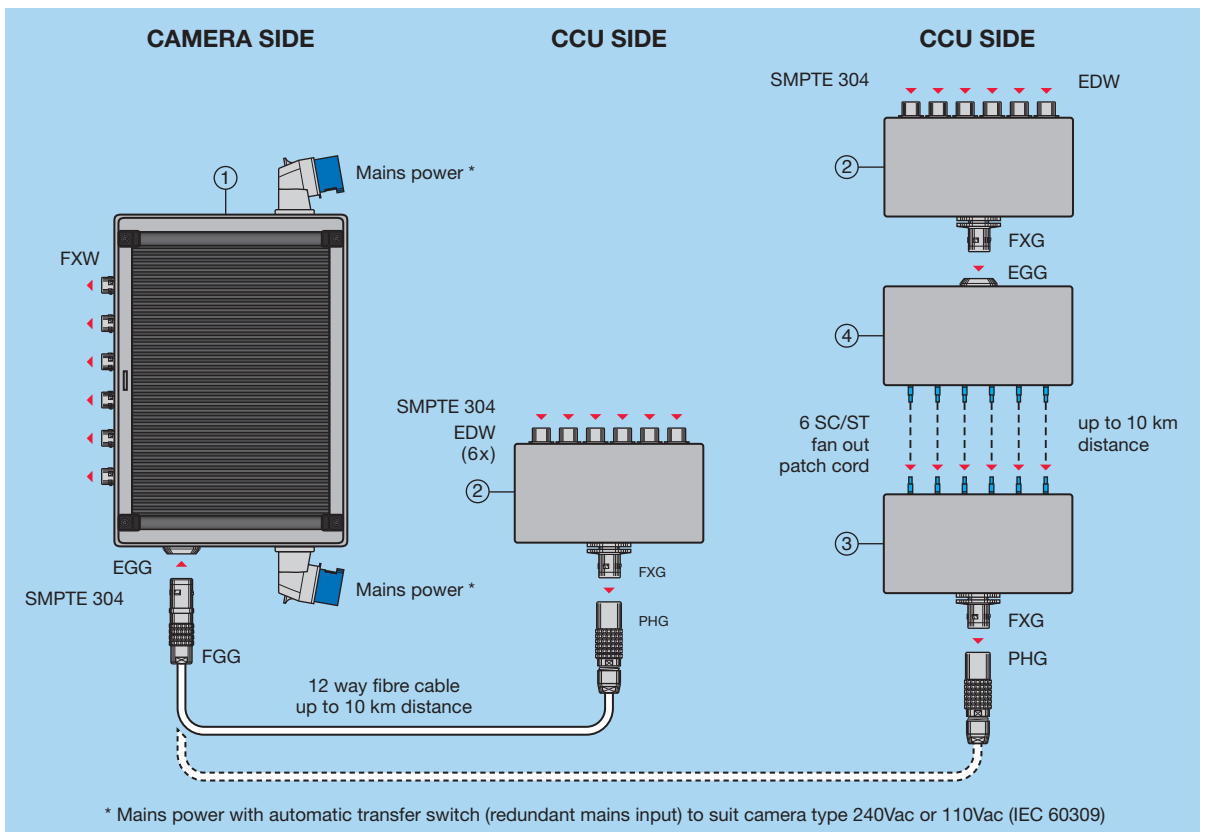 CAMERA SIDE
CCU SIDE
CCU SIDE
SMPTE 304
EDW
2
FXG
EGG
4
6 SC/ST
fan out
patch cord
up to 10 km
distance
3
FXG
PHG
1
Mains power *
FXW
EGG
Mains power *
SMPTE 304
FGG
SMPTE 304
EDW
(6x)
2
FXG
PHG
12 way fibre cable
up to 10 km distance
* Mains power with automatic transfer switch (redundant mains input) to suit camera type 240Vac or 110Vac (IEC 60309)